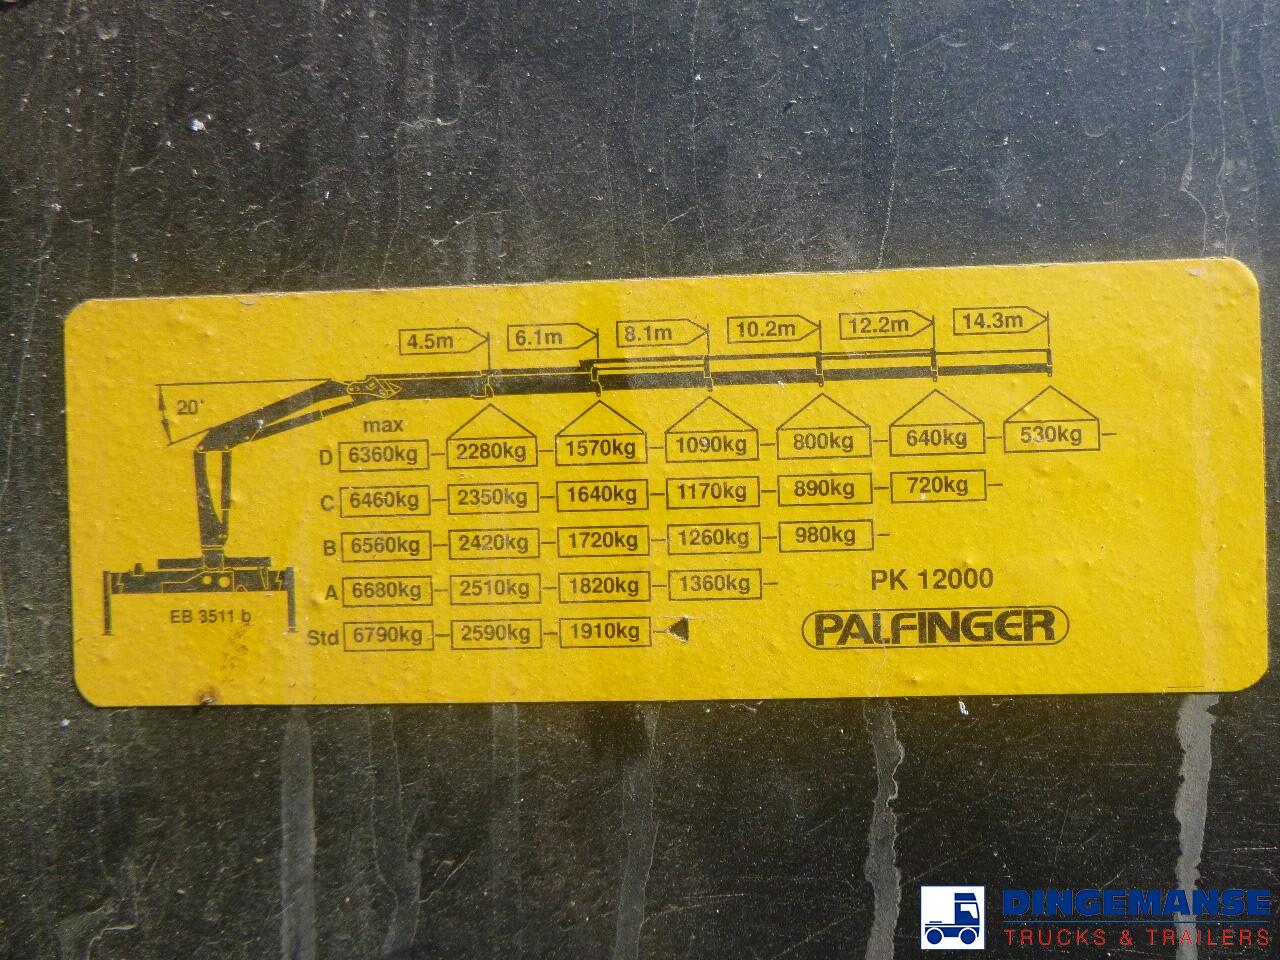 4.5m 6.1m 8.1m 10.2m 12.2m 14.3m
20°
max
D 6360kg 2280kg 1570kg 1090kg 800kg 640kg 530kg
C 6460kg 2350kg 1640kg 1170kg 890kg 720kg
B 6560kg 2420kg 1720kg 1260kg 980kg
A 6680kg 2510kg 1820kg 1360kg
Std 6790kg 2590kg 1910kg
EB 3511 b
PK 12000
PALFINGER
DINGEMANSE
TRUCKS & TRAILERS